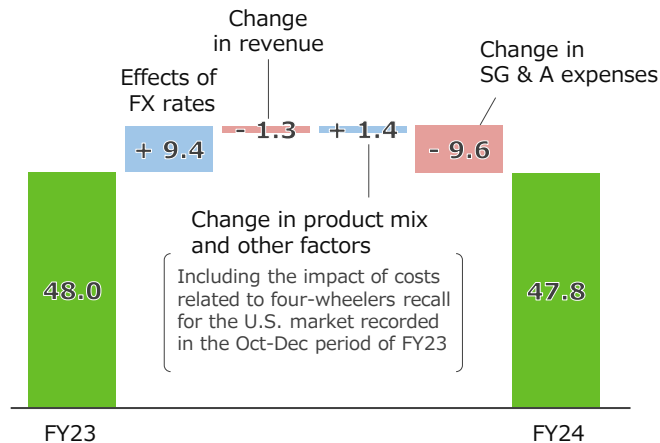 Change
in revenue
Change in
SG & A expenses
Effects of
FX rates
+ 9.4
- 1.3
+ 1.4
- 9.6
Change in product mix
and other factors
Including the impact of costs
related to four-wheelers recall
for the U.S. market recorded
in the Oct-Dec period of FY23
48.0
47.8
FY23
FY24